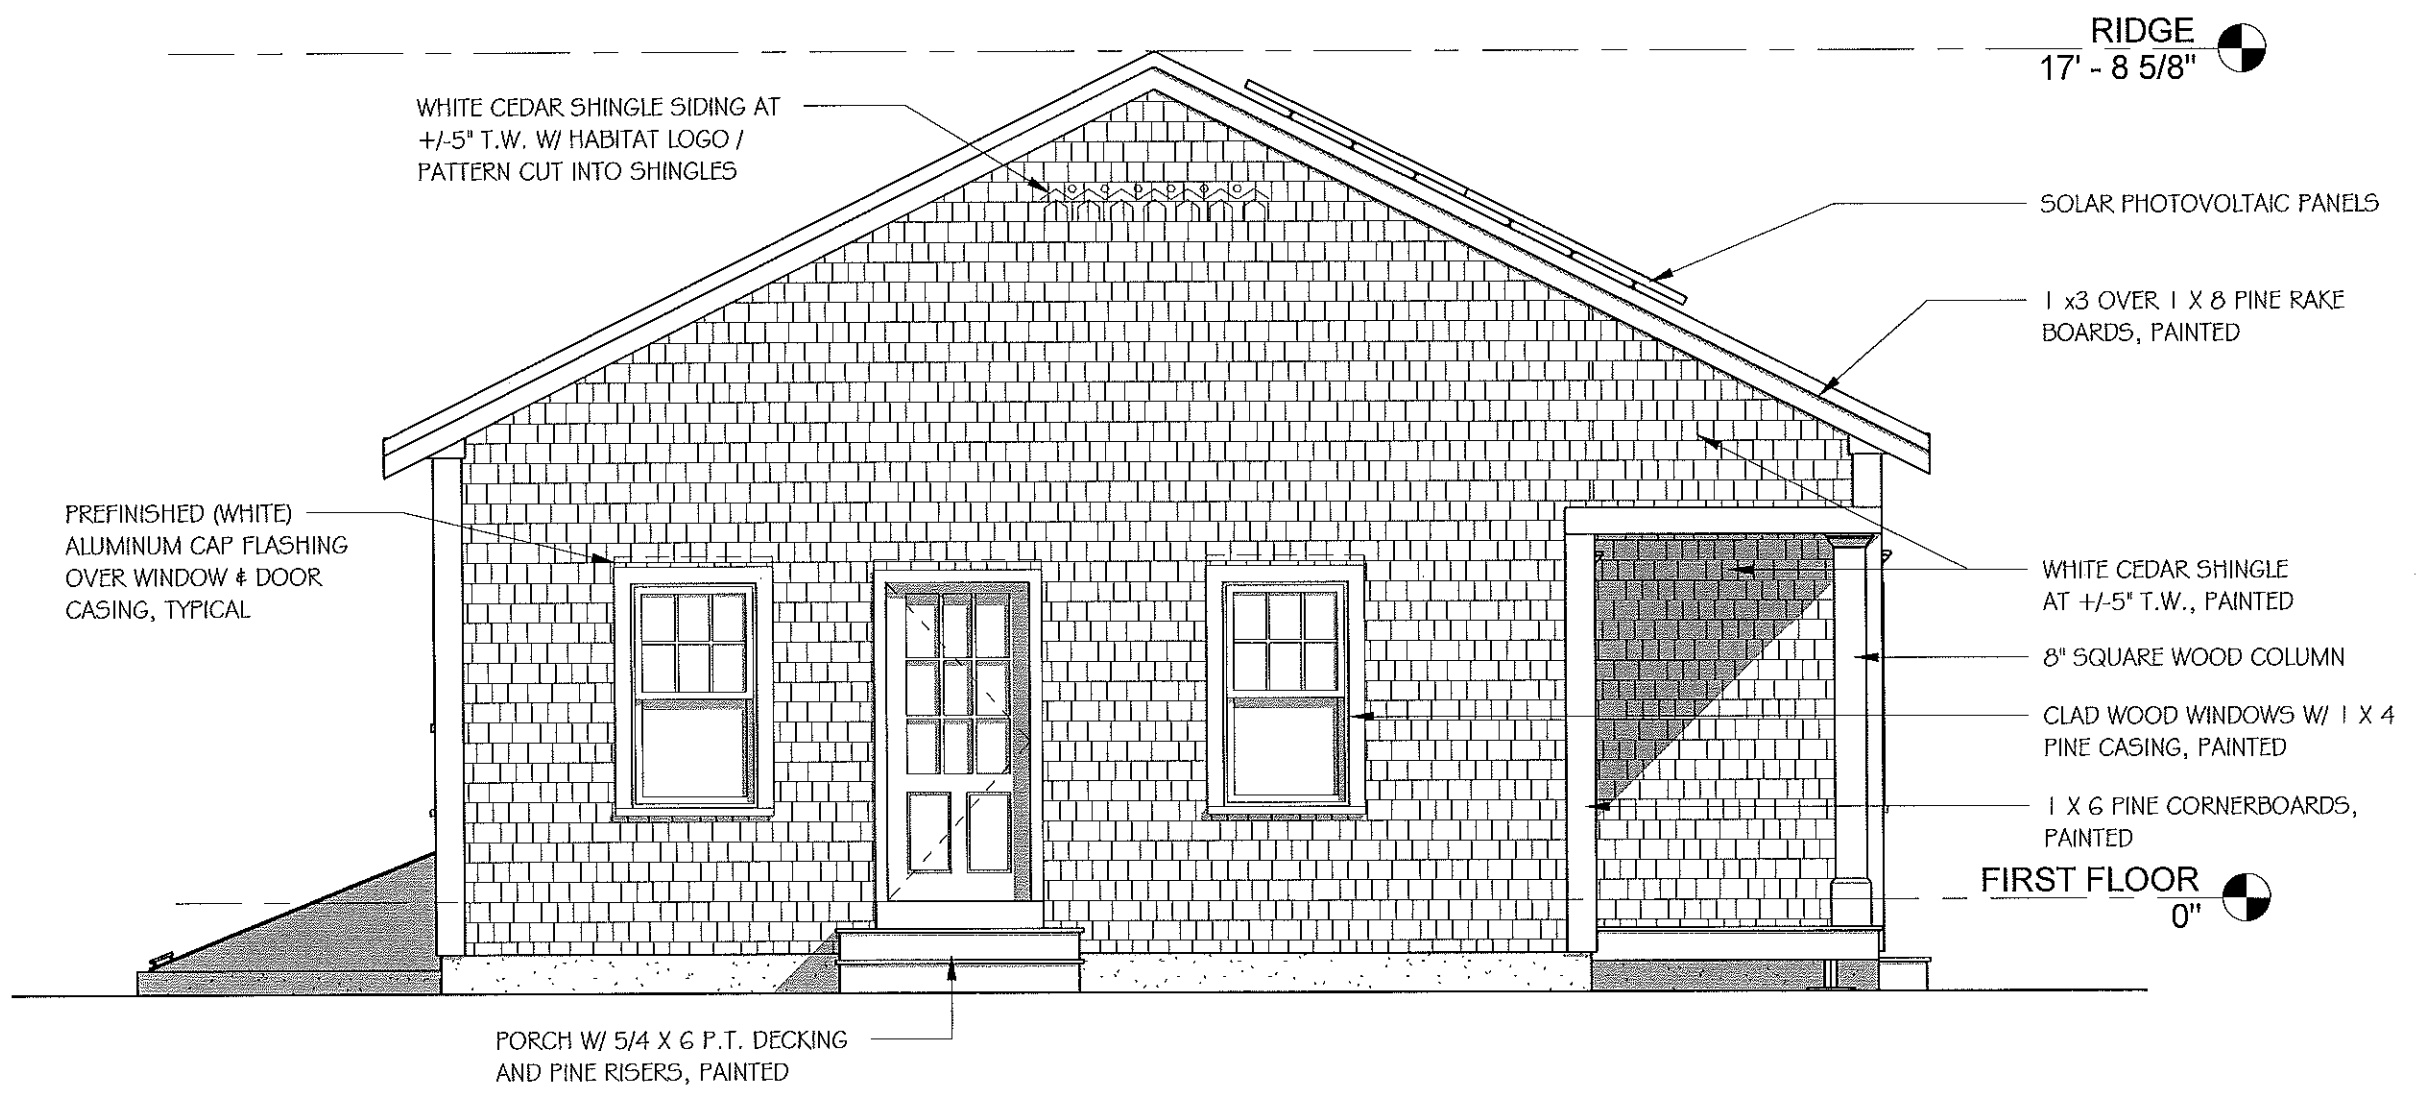 RIDGE
17' - 8 5/8"
WHITE CEDAR SHINGLE SIDING AT
+/-5" T.W. W/ HABITAT LOGO /
PATTERN CUT INTO SHINGLES
SOLAR PHOTOVOLTAIC PANELS
1 x3 OVER 1 X 8 PINE RAKE
BOARDS, PAINTED
PREFINISHED (WHITE)
ALUMINUM CAP FLASHING
OVER WINDOW & DOOR
CASING, TYPICAL
WHITE CEDAR SHINGLE
AT +/-5" T.W., PAINTED
8" SQUARE WOOD COLUMN
CLAD WOOD WINDOWS W/ 1 X 4
PINE CASING, PAINTED
1 X 6 PINE CORNERBOARDS,
PAINTED
FIRST FLOOR
0"
PORCH W/ 5/4 X 6 P.T. DECKING
AND PINE RISERS, PAINTED